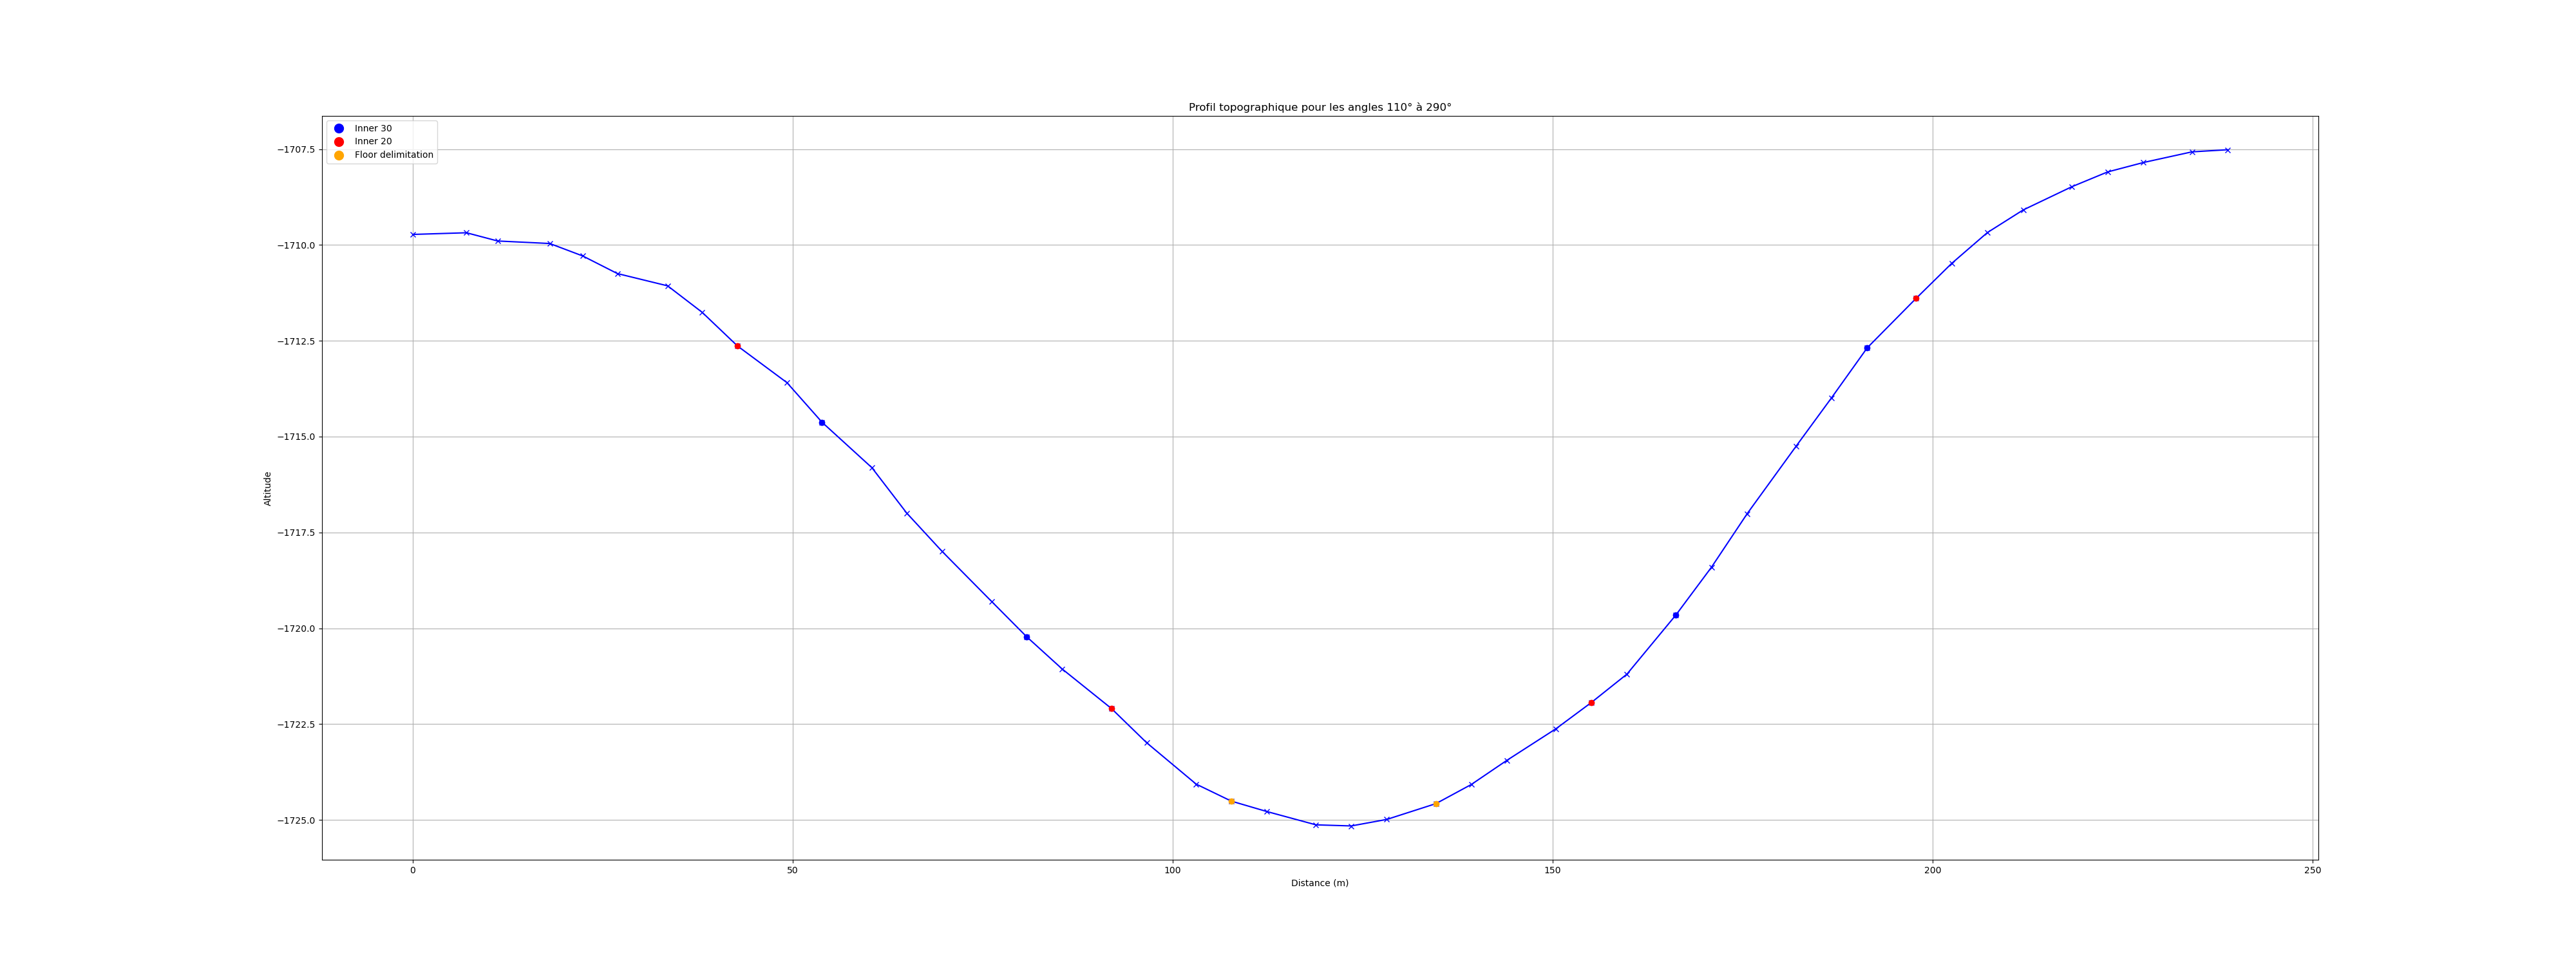 Profil topographique pour les angles 110° à 290°
Inner 30
Inner 20
Floor delimitation
−1707.5
−1710.0
−1712.5
−1715.0
−1717.5
−1720.0
−1722.5
−1725.0
Altitude
0 50 100 150 200 250
Distance (m)